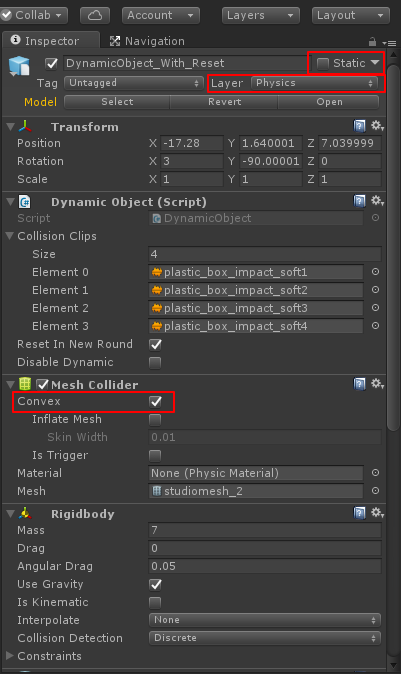 Collab Account Layers Layout
Inspector Navigation
DynamicObject_With_Reset Static
Tag Untagged Layer Physics
Model Select Revert Open
Transform
Position X -17.28 Y 1.640001 Z 7.039999
Rotation X 3 Y -90.00001 Z 0
Scale X 1 Y 1 Z 1
Dynamic Object (Script)
Script DynamicObject
Collision Clips
Size 4
Element 0 plastic_box_impact_soft1
Element 1 plastic_box_impact_soft2
Element 2 plastic_box_impact_soft3
Element 3 plastic_box_impact_soft4
Reset In New Round
Disable Dynamic
Mesh Collider
Convex
Inflate Mesh
Skin Width 0.01
Is Trigger
Material None (Physic Material)
Mesh studiomesh_2
Rigidbody
Mass 7
Drag 0
Angular Drag 0.05
Use Gravity
Is Kinematic
Interpolate None
Collision Detection Discrete
Constraints